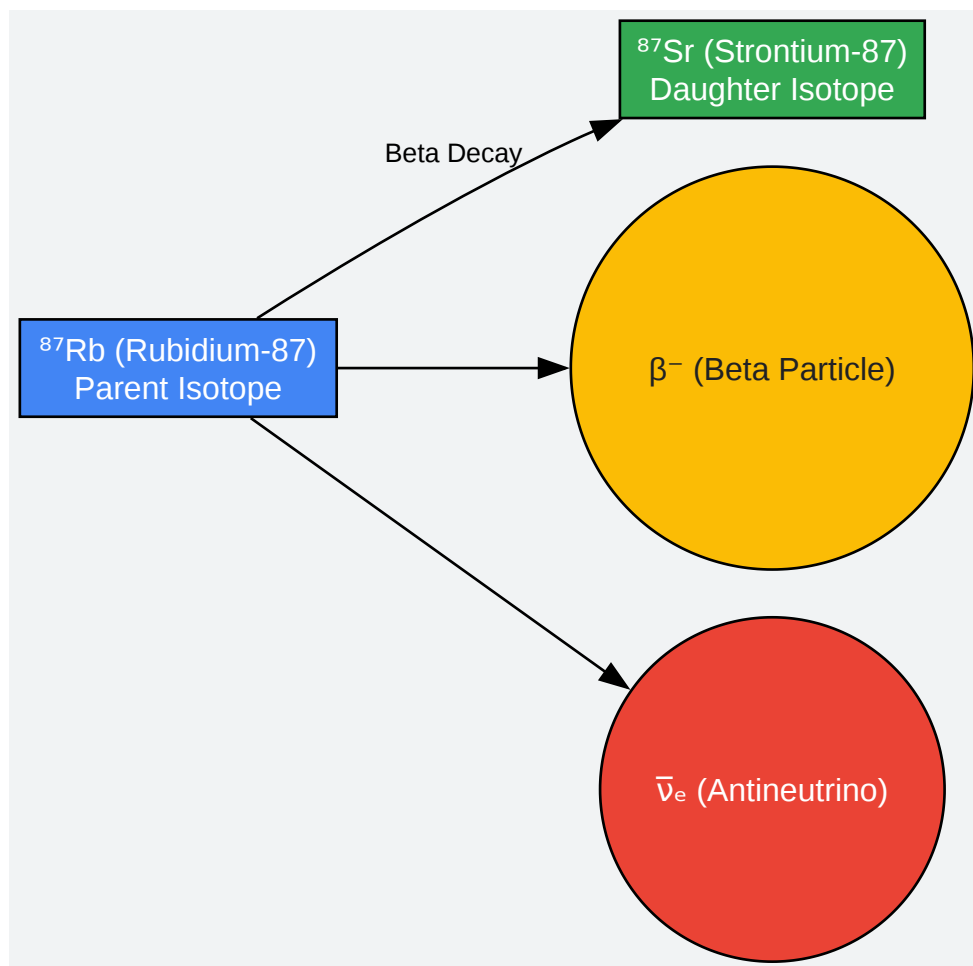 ⁸⁷Sr (Strontium-87)
Daughter Isotope
Beta Decay
⁸⁷Rb (Rubidium-87)
Parent Isotope
β⁻ (Beta Particle)
ν̅ₑ (Antineutrino)